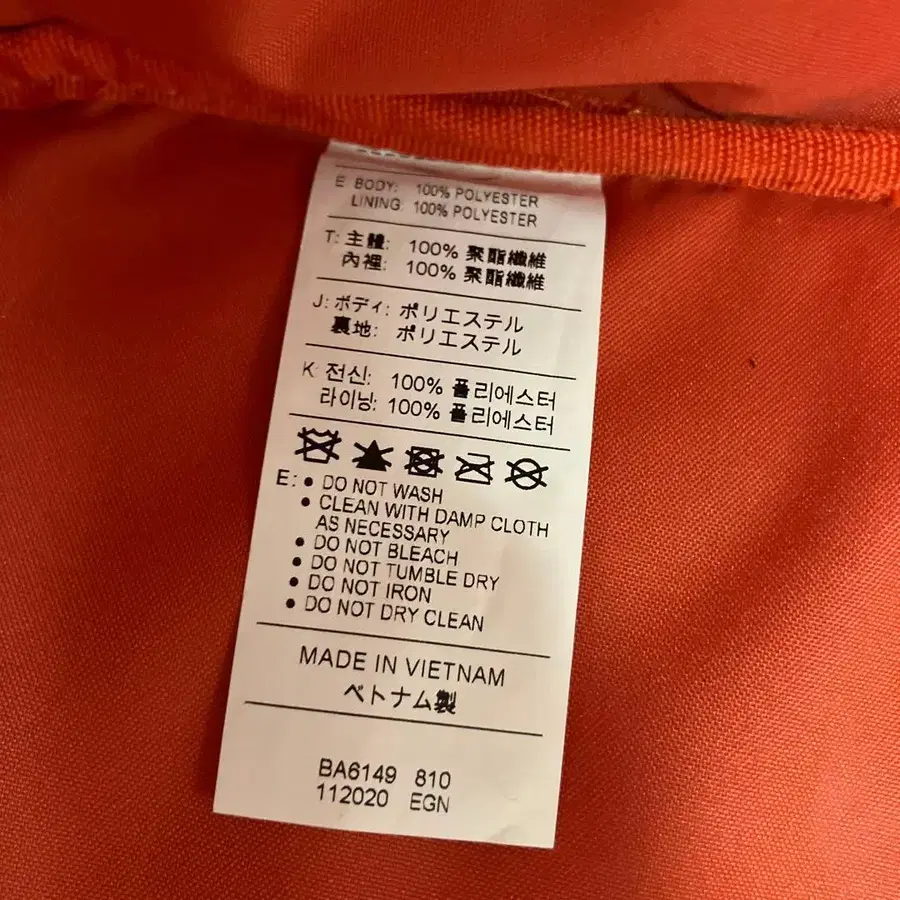 E BODY: 100% POLYESTER
LINING: 100% POLYESTER
T: 主體: 100% 聚酯纖維
內裡: 100% 聚酯纖維
J: ボディ: ポリエステル
裏地: ポリエステル
K: 전신: 100% 폴리에스터
라이닝: 100% 폴리에스터
E: • DO NOT WASH
• CLEAN WITH DAMP CLOTH
AS NECESSARY
• DO NOT BLEACH
• DO NOT TUMBLE DRY
• DO NOT IRON
• DO NOT DRY CLEAN
MADE IN VIETNAM
ベトナム製
BA6149 810
112020 EGN